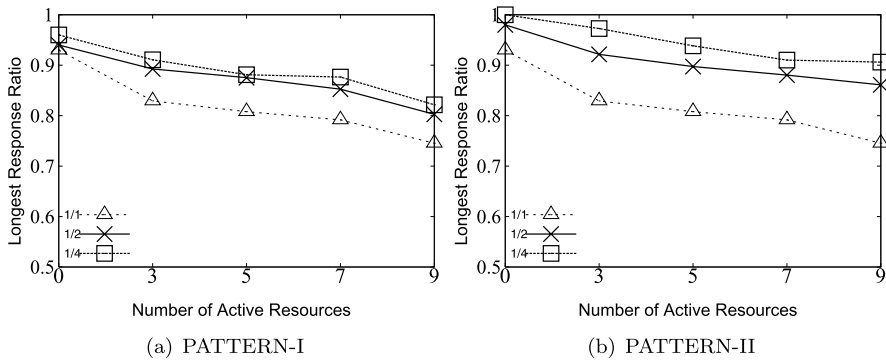 1
0.9
0.8
0.7
0.6
0.5
Longest Response Ratio
1/1
1/2
1/4
0 3 5 7 9
Number of Active Resources
(a) PATTERN-I
1
0.9
0.8
0.7
0.6
0.5
Longest Response Ratio
1/1
1/2
1/4
0 3 5 7 9
Number of Active Resources
(b) PATTERN-II